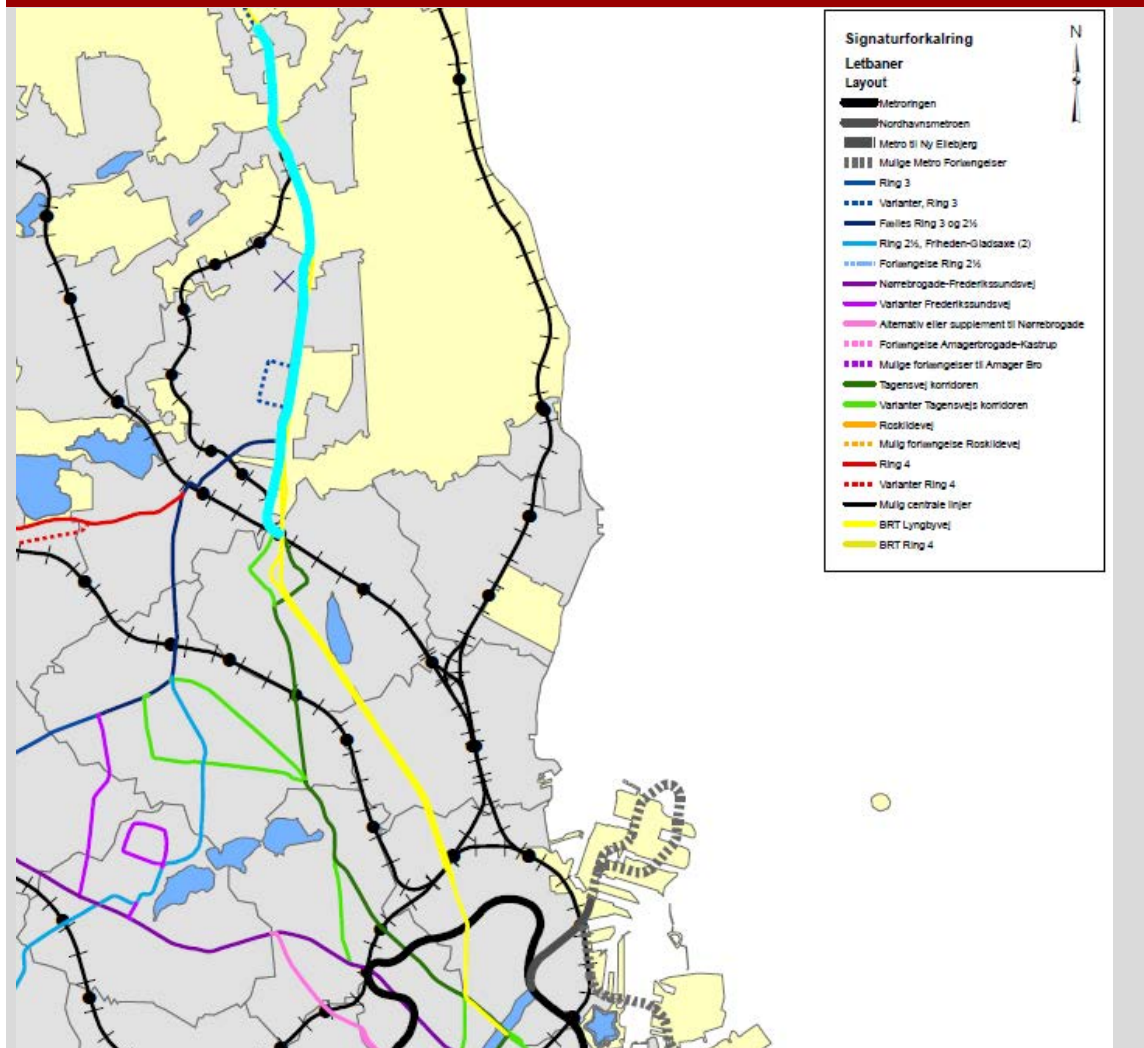 Signaturforkalring
N
Letbaner
Layout
Metroringen
Nordhavnsmetroen
Metro til Ny Ellebjerg
Mulige Metro Forlængelser
Ring 3
Varianter, Ring 3
Fælles Ring 3 og 2½
Ring 2½, Friheden-Gladsaxe (2)
Forlængelse Ring 2½
Nørrebrogade-Frederikssundsvej
Varianter Frederikssundsvej
Alternativ eller supplement til Nørrebrogade
Forlængelse Amagerbrogade-Kastrup
Mulige forlængelser til Amager Bro
Tagensvej korridoren
Varianter Tagensvejs korridoren
Roskildevej
Mulig forlængelse Roskildevej
Ring 4
Varianter Ring 4
Mulig centrale linjer
BRT Lyngbyvej
BRT Ring 4